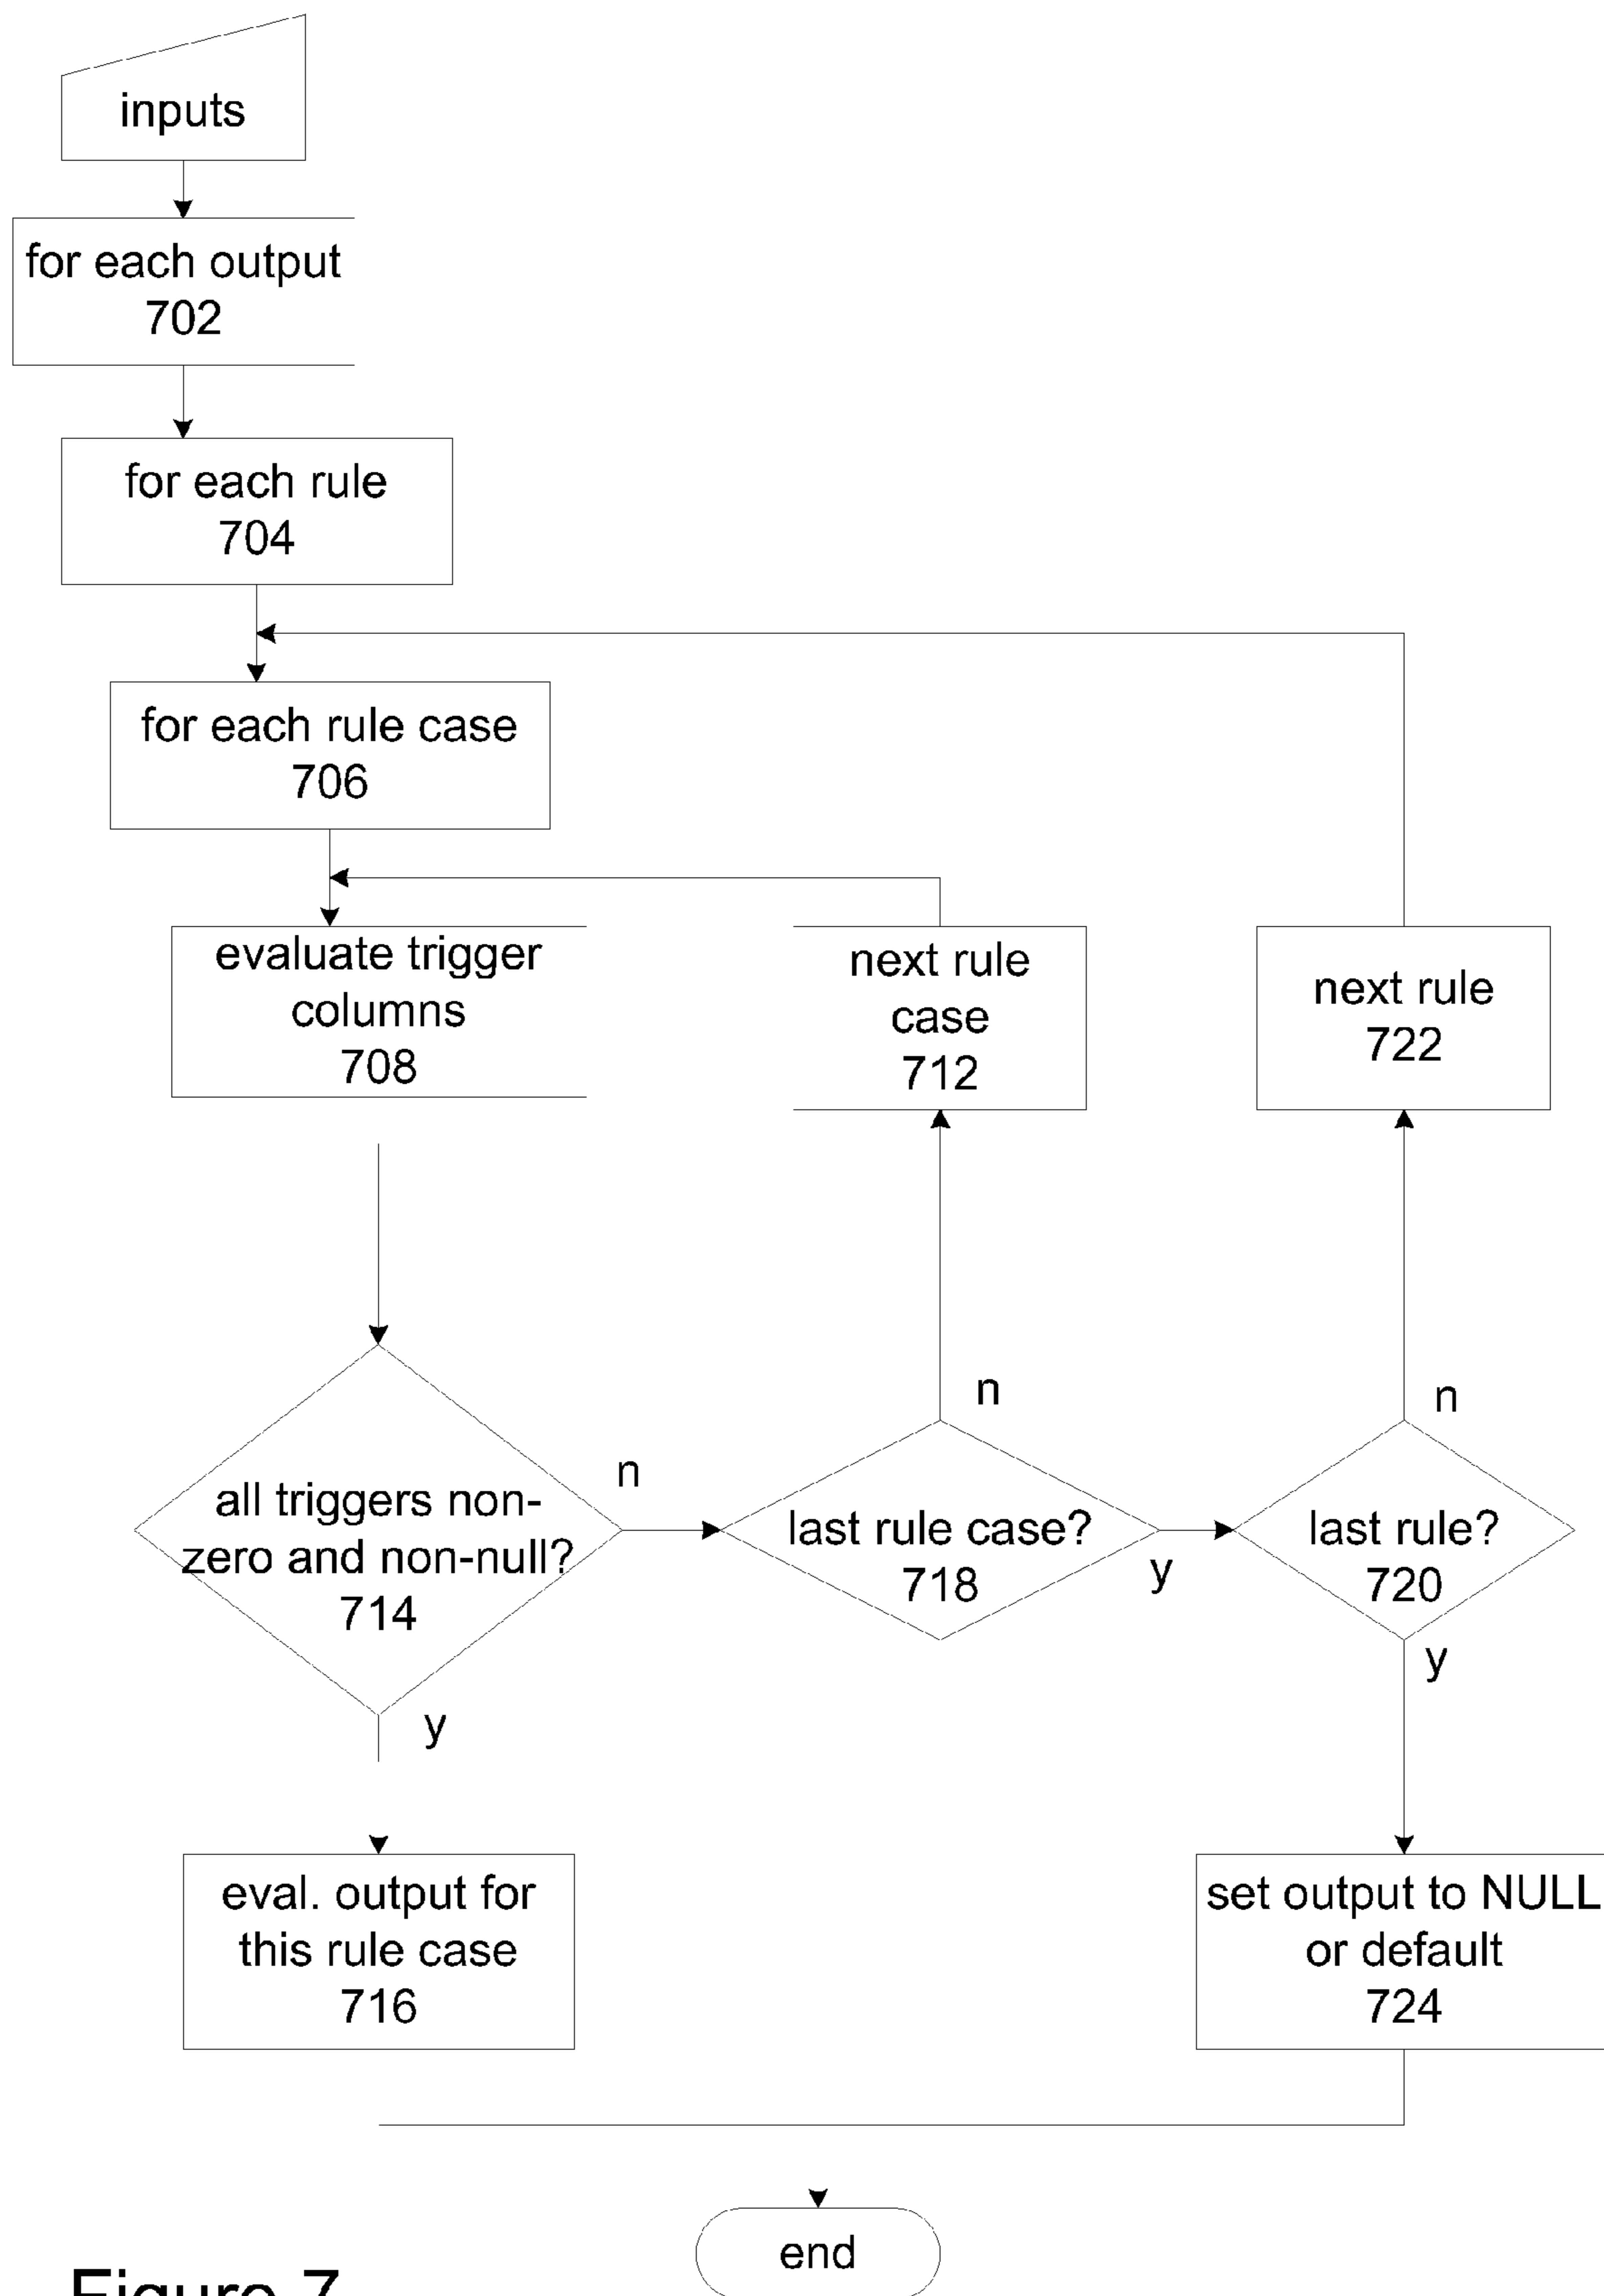 inputs
for each output
702
for each rule
704
for each rule case
706
evaluate trigger
columns
708
next rule
case
712
next rule
722
n
n
n
all triggers non-
zero and non-null?
714
last rule case?
718
y
last rule?
720
y
y
eval. output for
this rule case
716
set output to NULL
or default
724
end
Figure 7